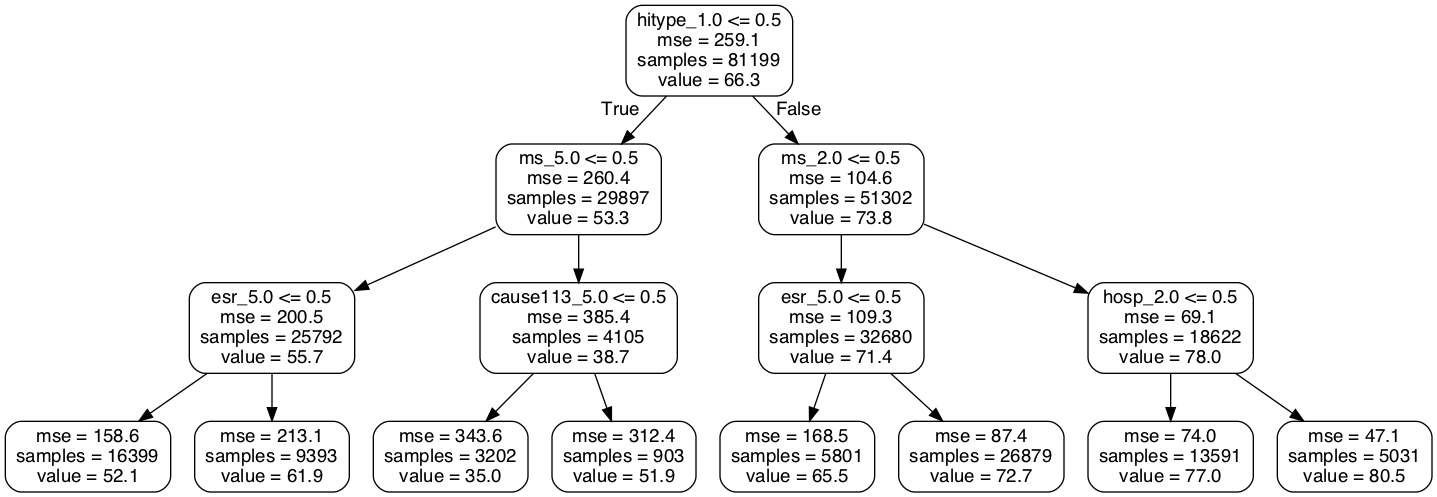 hitype_1.0 <= 0.5
mse = 259.1
samples = 81199
value = 66.3
True
False
ms_5.0 <= 0.5
mse = 260.4
samples = 29897
value = 53.3
ms_2.0 <= 0.5
mse = 104.6
samples = 51302
value = 73.8
esr_5.0 <= 0.5
mse = 200.5
samples = 25792
value = 55.7
cause113_5.0 <= 0.5
mse = 385.4
samples = 4105
value = 38.7
esr_5.0 <= 0.5
mse = 109.3
samples = 32680
value = 71.4
hosp_2.0 <= 0.5
mse = 69.1
samples = 18622
value = 78.0
mse = 158.6
samples = 16399
value = 52.1
mse = 213.1
samples = 9393
value = 61.9
mse = 343.6
samples = 3202
value = 35.0
mse = 312.4
samples = 903
value = 51.9
mse = 168.5
samples = 5801
value = 65.5
mse = 87.4
samples = 26879
value = 72.7
mse = 74.0
samples = 13591
value = 77.0
mse = 47.1
samples = 5031
value = 80.5